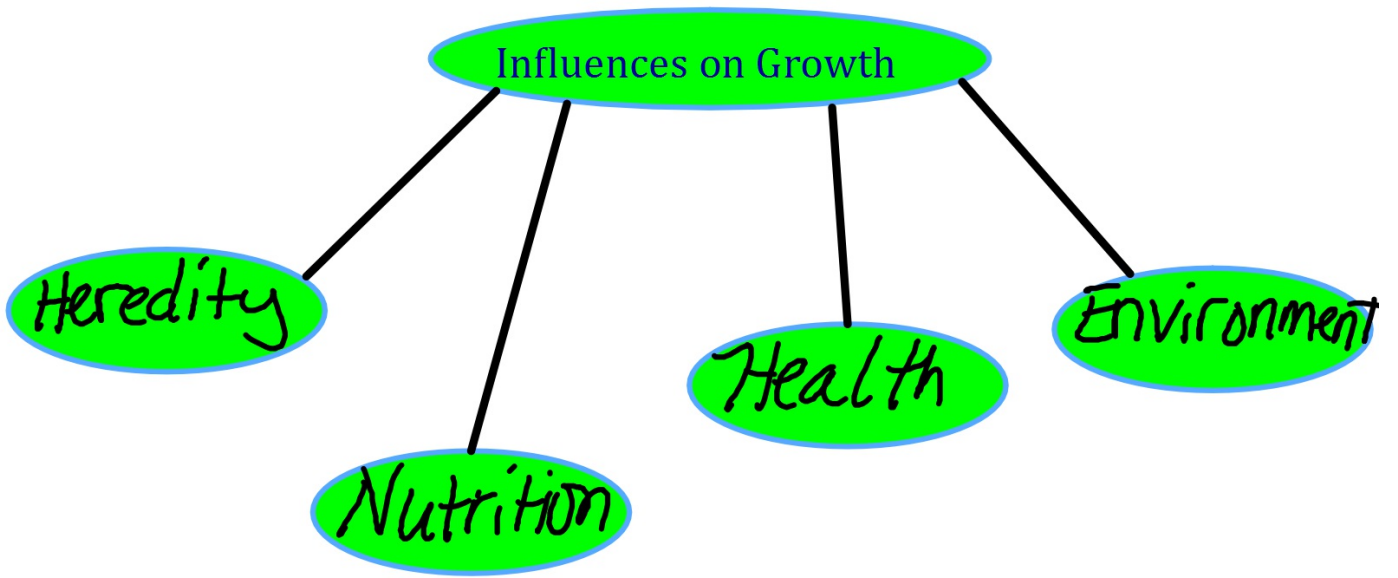 Influences on Growth
Heredity
Environment
Health
Nutrition